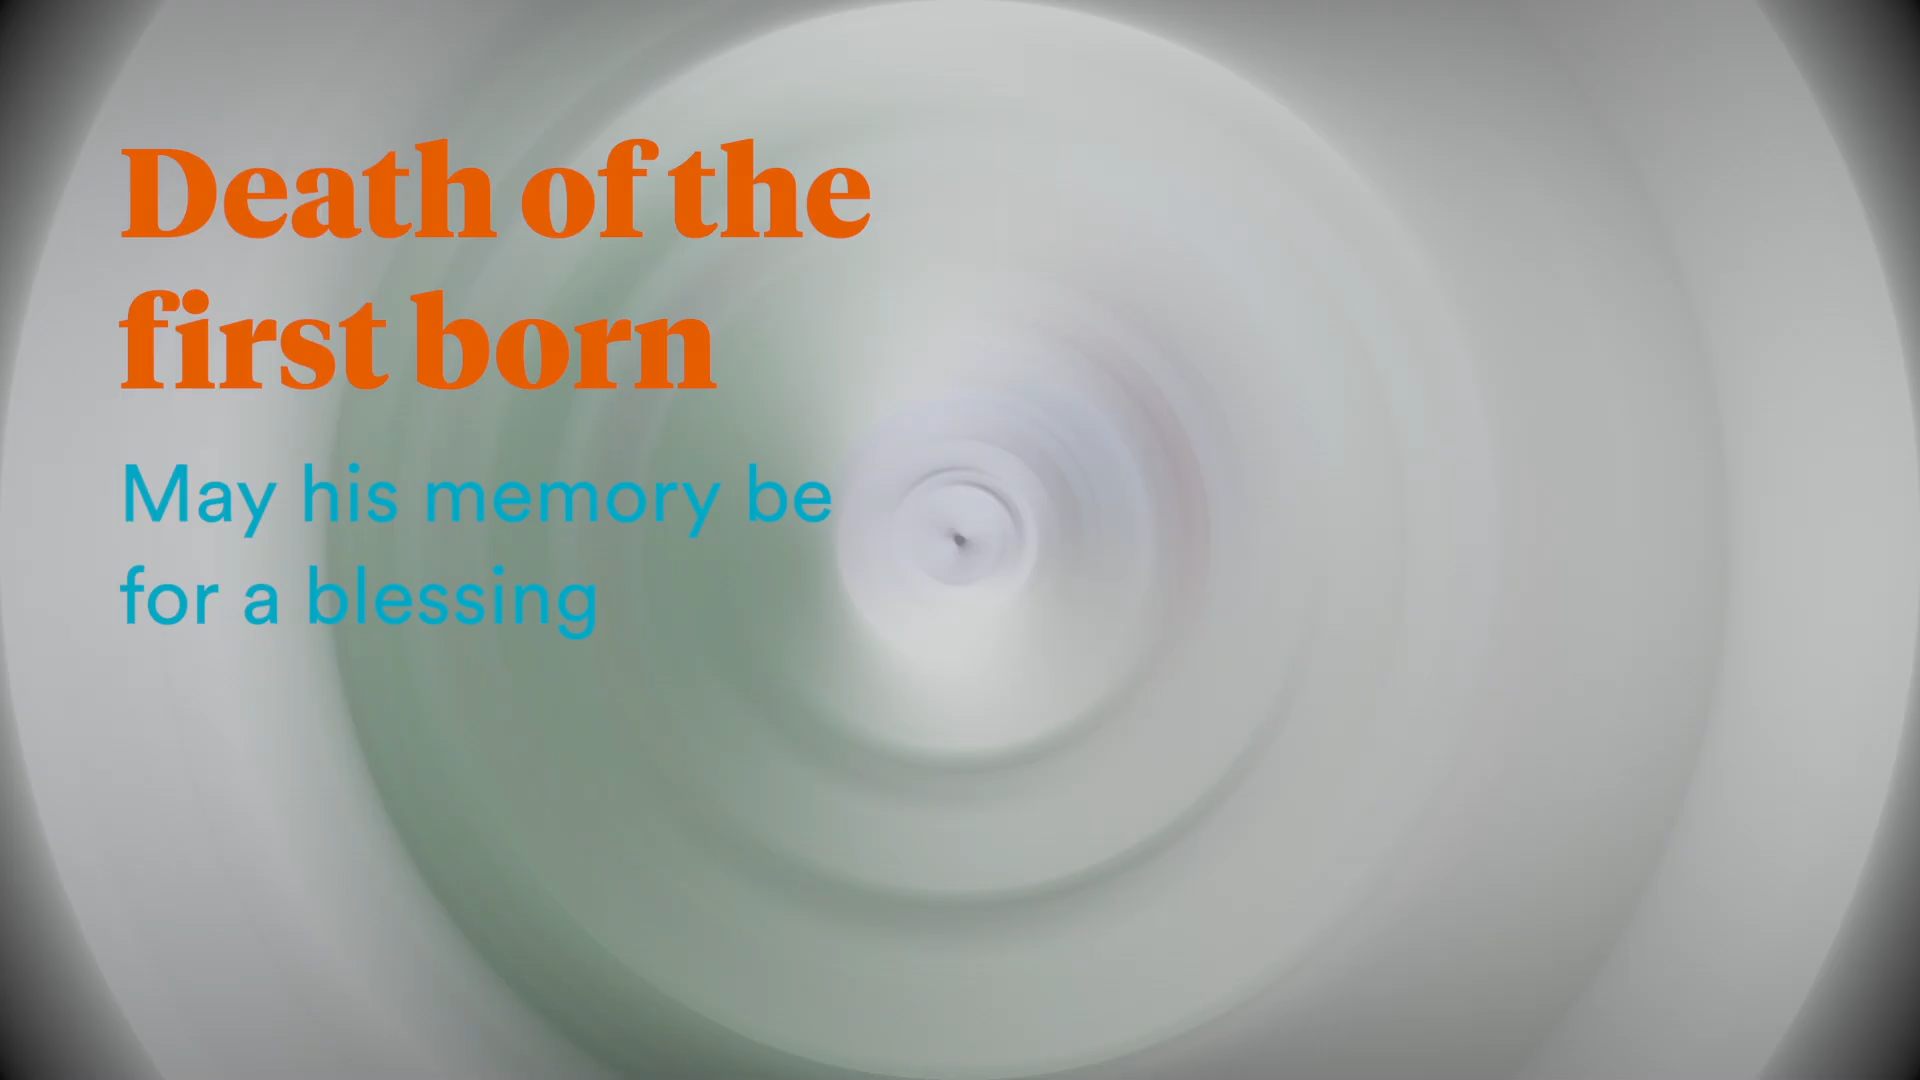 Death of the
first born
May his memory be
for a blessing